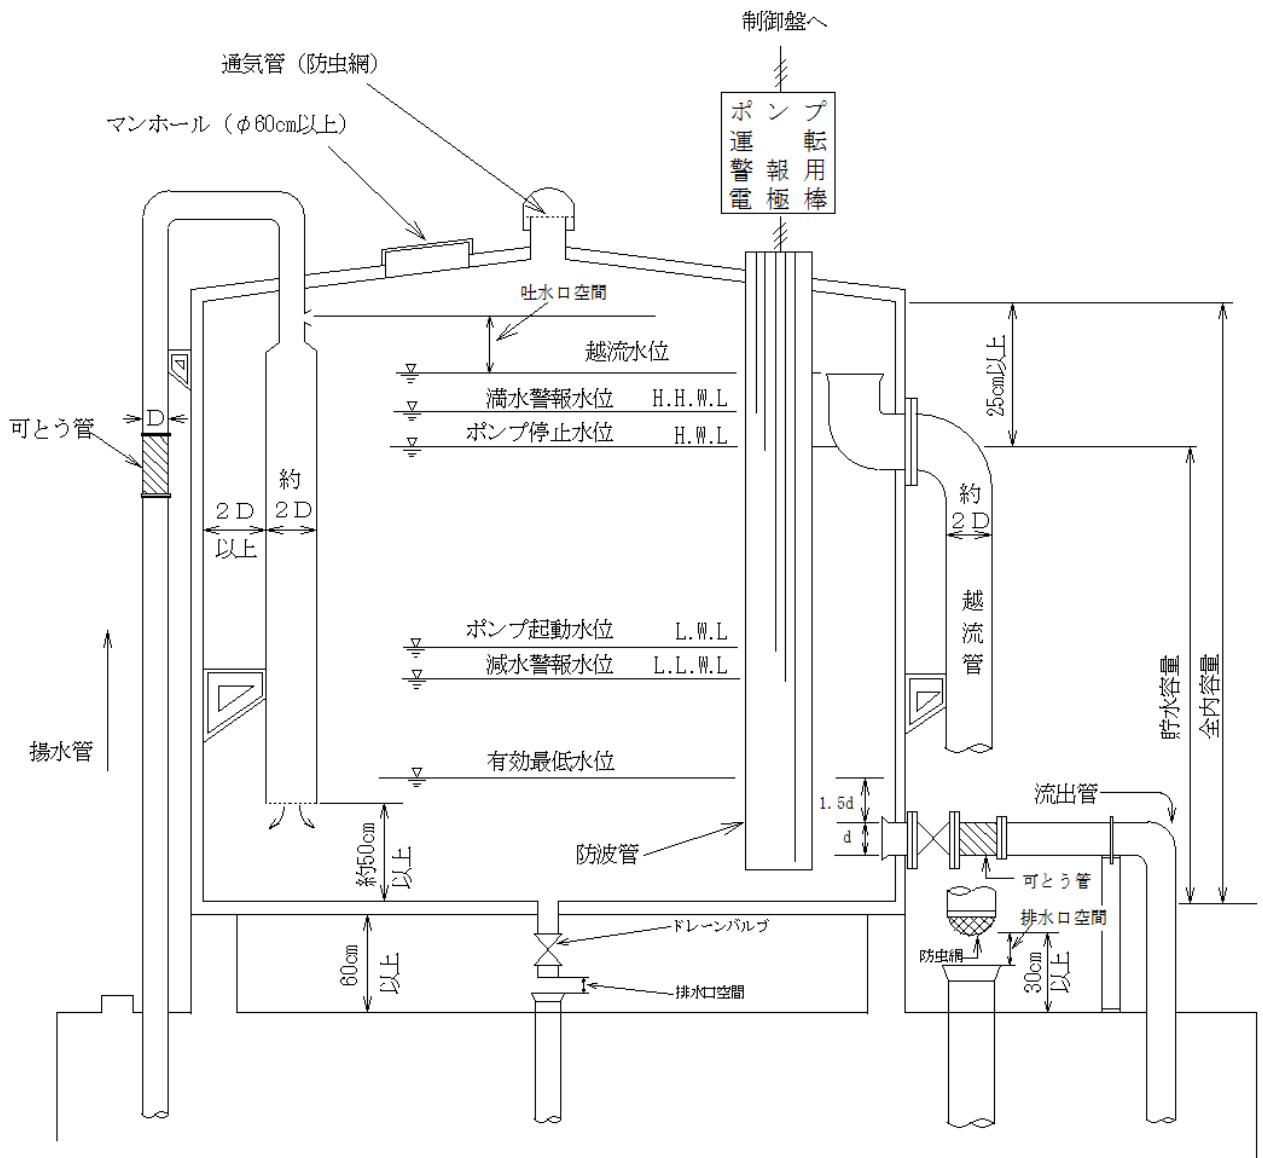 制御盤へ
通気管（防虫網）
マンホール（φ60cm以上）
ポンプ
運転
警報用
電極棒
吐水口空間
越流水位
満水警報水位 H.H.W.L
ポンプ停止水位 H.W.L
25cm以上
D
可とう管
約
2D
2D
以上
約
2D
越流管
ポンプ起動水位 L.W.L
減水警報水位 L.L.W.L
貯水容量
全内容量
揚水管
有効最低水位
1.5d
流出管
d
防波管
約50cm
以上
可とう管
排水口空間
ドレーンバルブ
防虫網
60cm
以上
30cm
以上
排水口空間